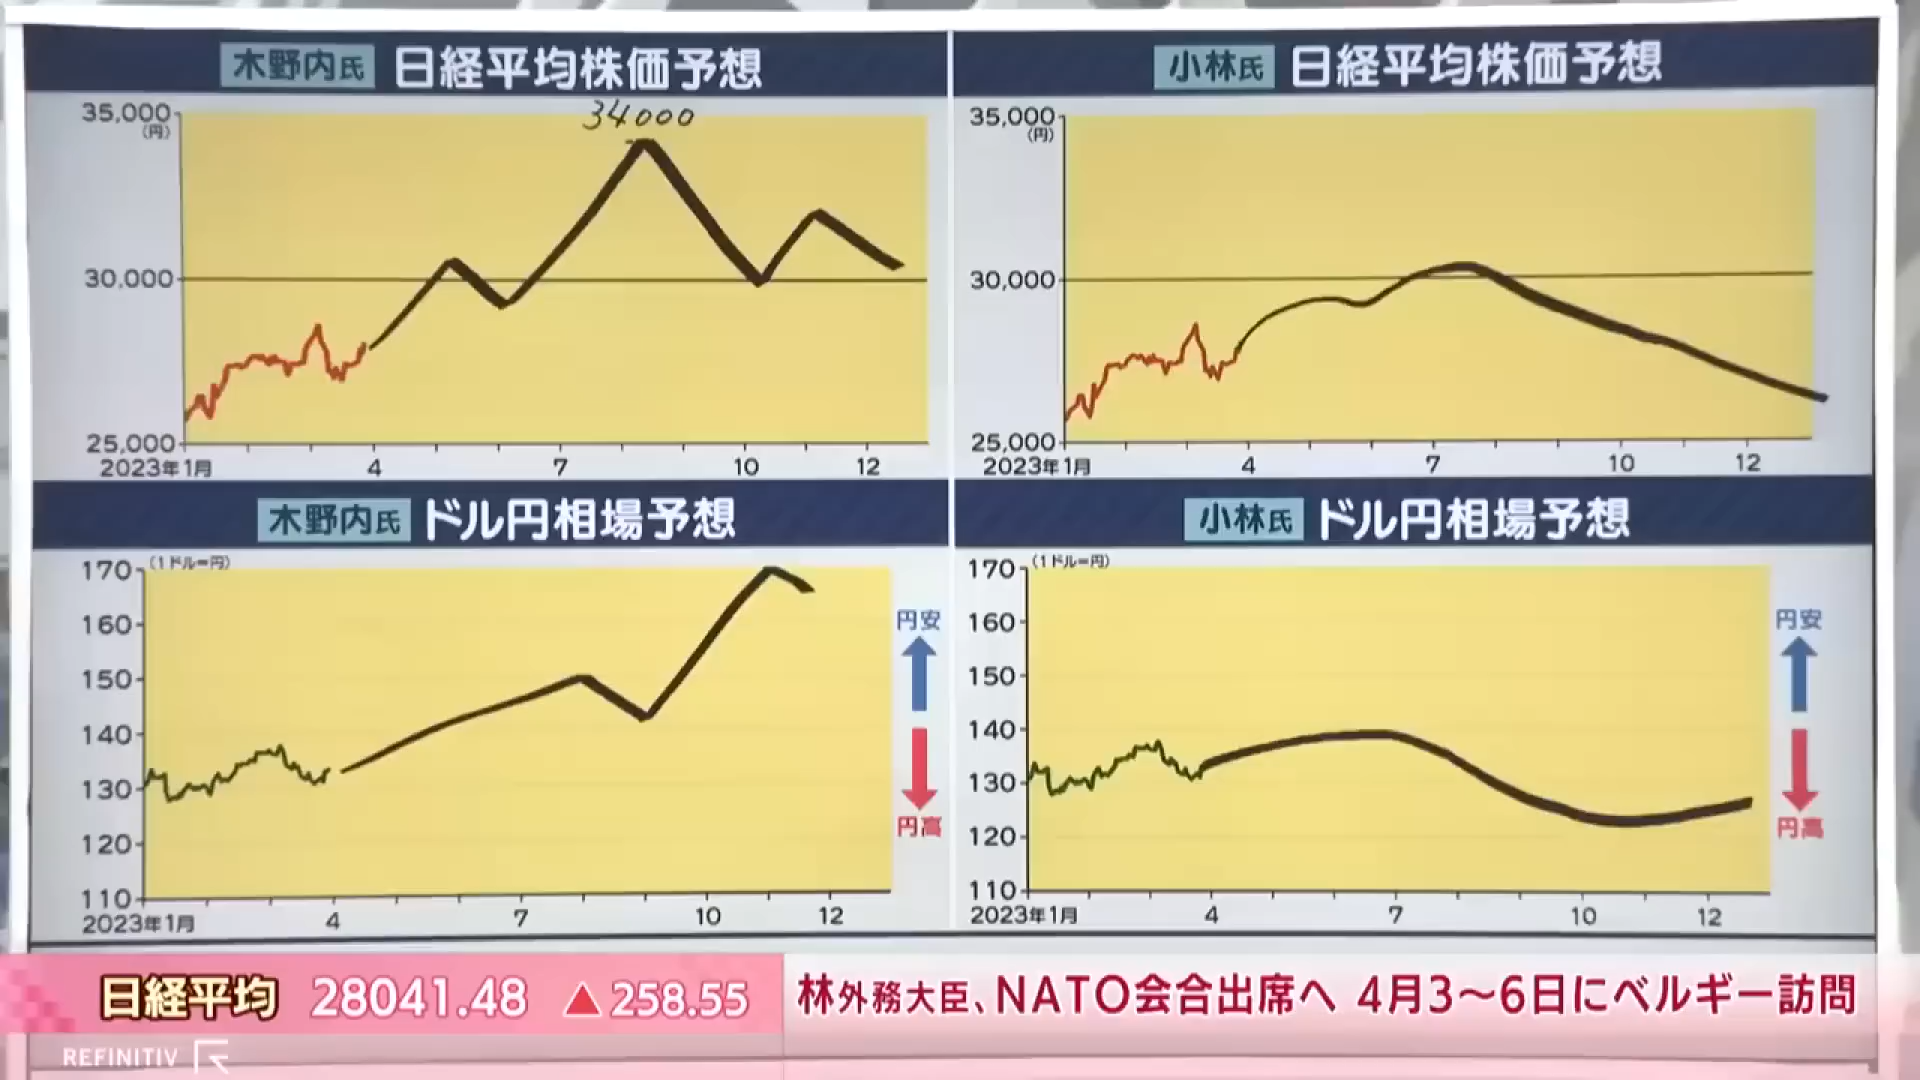 木野内氏 日経平均株価予想
35,000
(円)
34000
30,000
25,000
2023年1月 4 7 10 12
小林氏 日経平均株価予想
35,000
(円)
30,000
25,000
2023年1月 4 7 10 12
木野内氏 ドル円相場予想
(1ドル=円)
170
160
150
140
130
120
110
円安
円高
2023年1月 4 7 10 12
小林氏 ドル円相場予想
(1ドル=円)
170
160
150
140
130
120
110
円安
円高
2023年1月 4 7 10 12
日経平均 28041.48 ▲258.55
林外務大臣、NATO会合出席へ 4月3～6日にベルギー訪問
REFINITIV